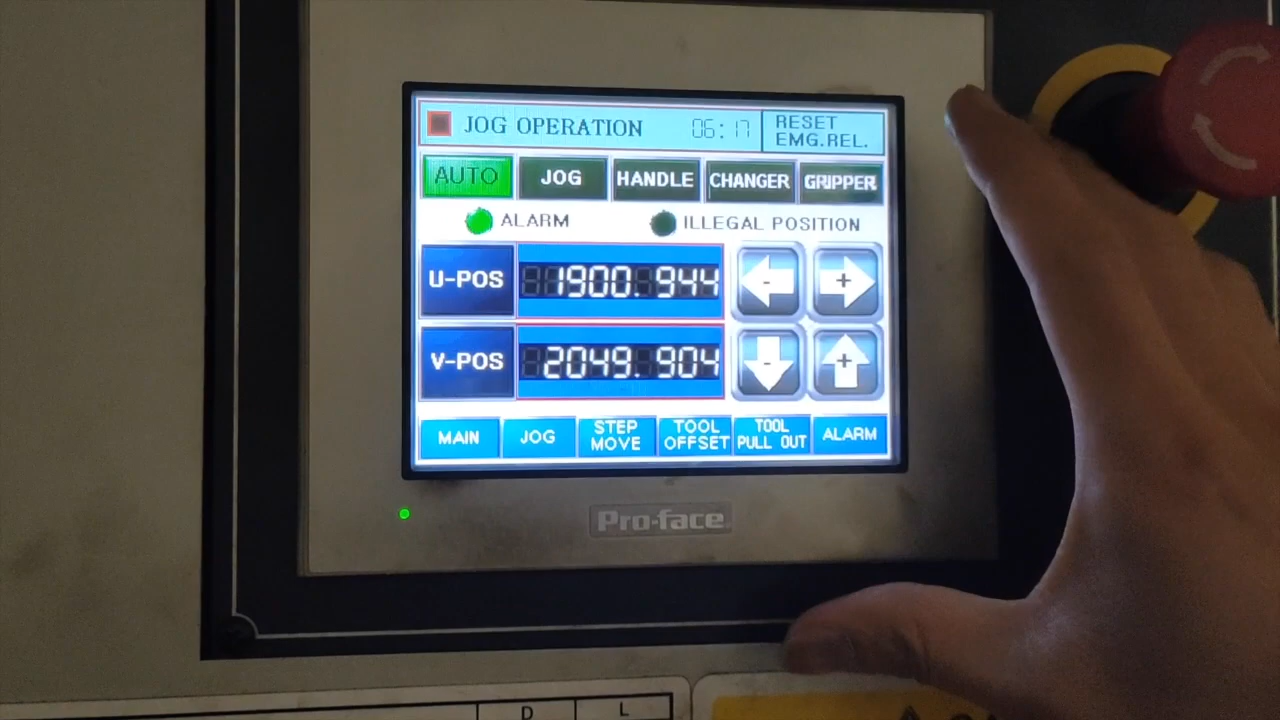 JOG OPERATION 06:17 RESET
EMG.REL.
AUTO JOG HANDLE CHANGER GRIPPER
ALARM ILLEGAL POSITION
U-POS 1900.944 - +
V-POS 2049.904 - +
MAIN JOG STEP MOVE TOOL OFFSET TOOL PULL OUT ALARM
Pro-face
D L